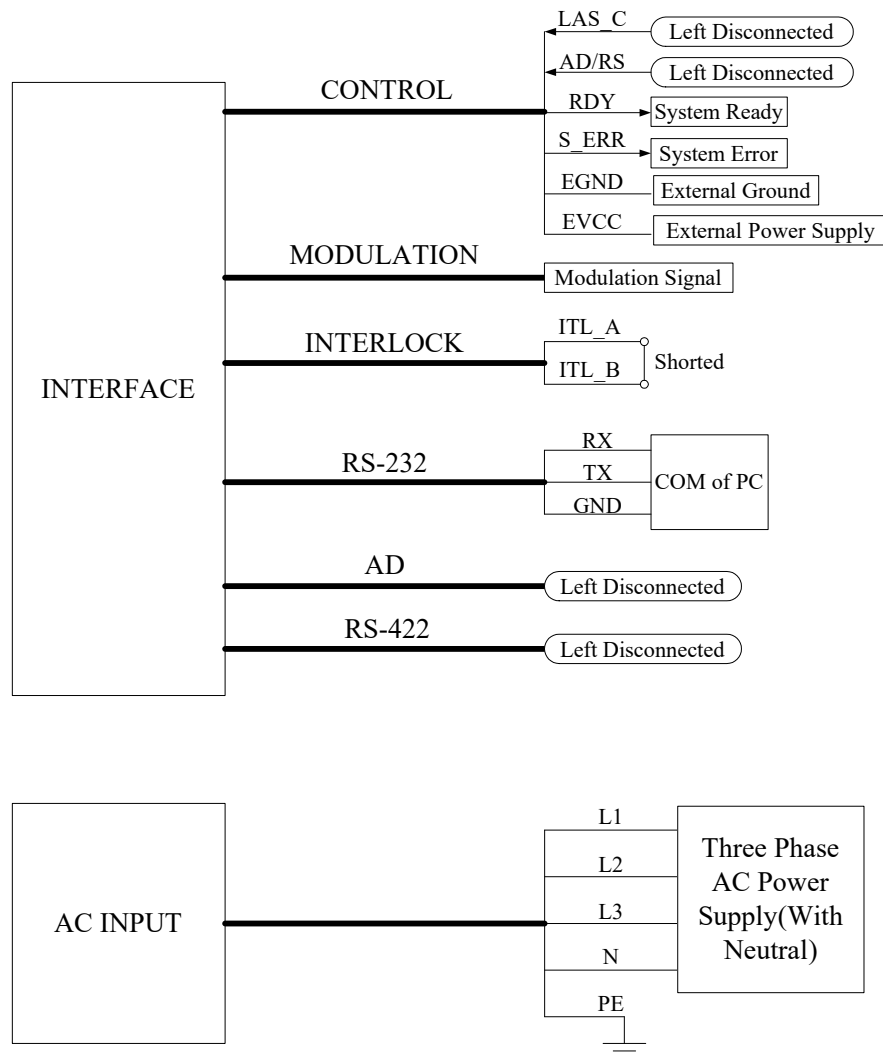 LAS_C
Left Disconnected
AD/RS
Left Disconnected
CONTROL
RDY
System Ready
S_ERR
System Error
EGND
External Ground
EVCC
External Power Supply
MODULATION
Modulation Signal
INTERLOCK
ITL_A
ITL_B
Shorted
INTERFACE
RS-232
RX
TX
GND
COM of PC
AD
Left Disconnected
RS-422
Left Disconnected
AC INPUT
L1
L2
L3
N
PE
Three Phase
AC Power
Supply(With
Neutral)